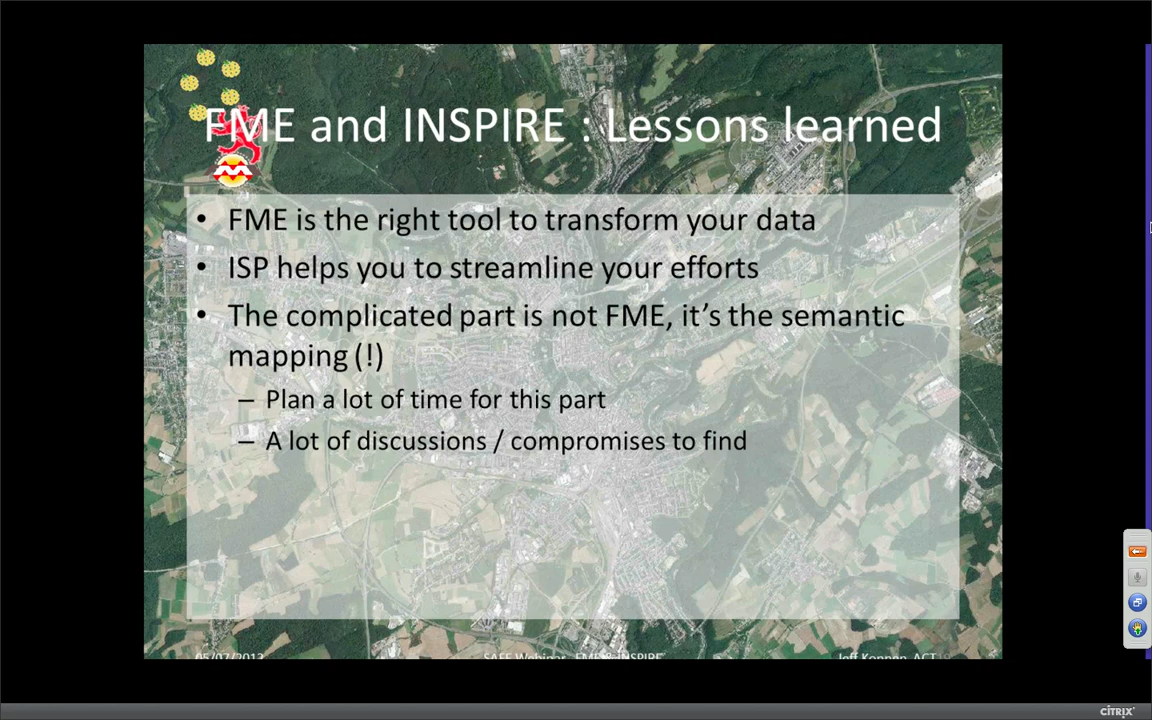 FME and INSPIRE : Lessons learned
• FME is the right tool to transform your data
• ISP helps you to streamline your efforts
• The complicated part is not FME, it's the semantic
mapping (!)
– Plan a lot of time for this part
– A lot of discussions / compromises to find
05/07/2013 SAFE Webinar FME & INSPIRE Jeff Konnen, ACT
CITRIX